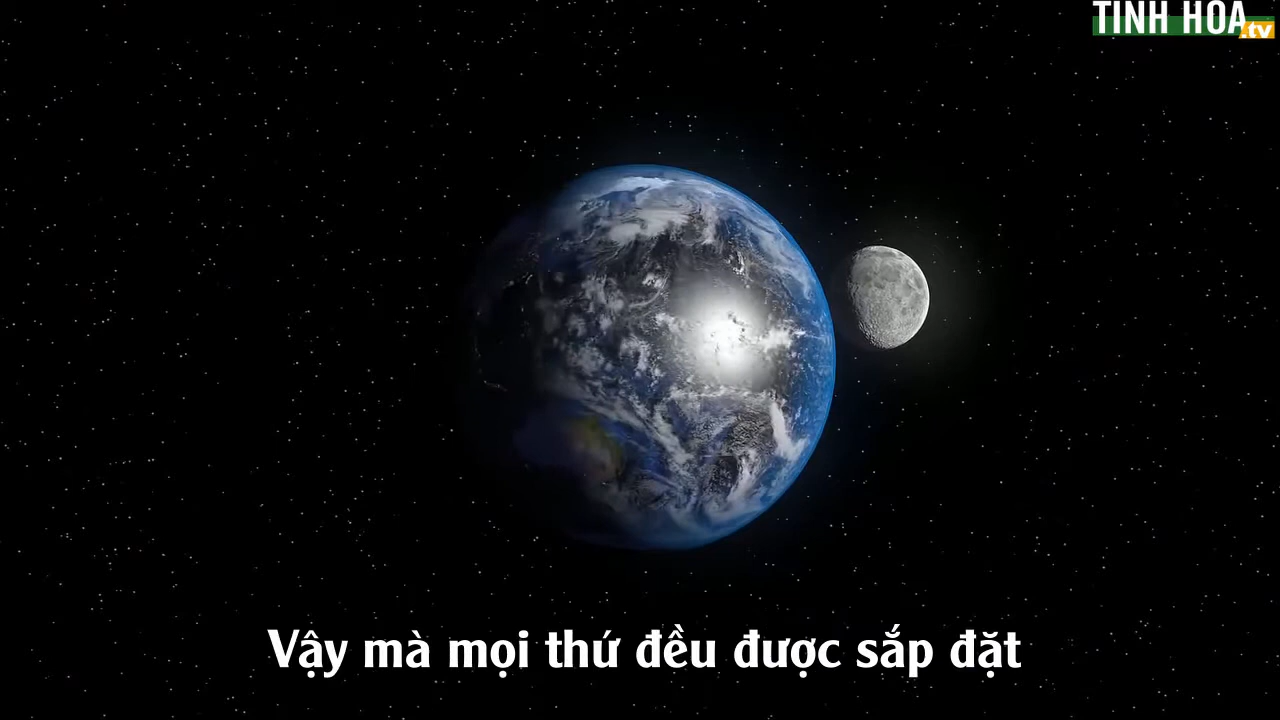 TINH HOA
.tv
Vậy mà mọi thứ đều được sắp đặt